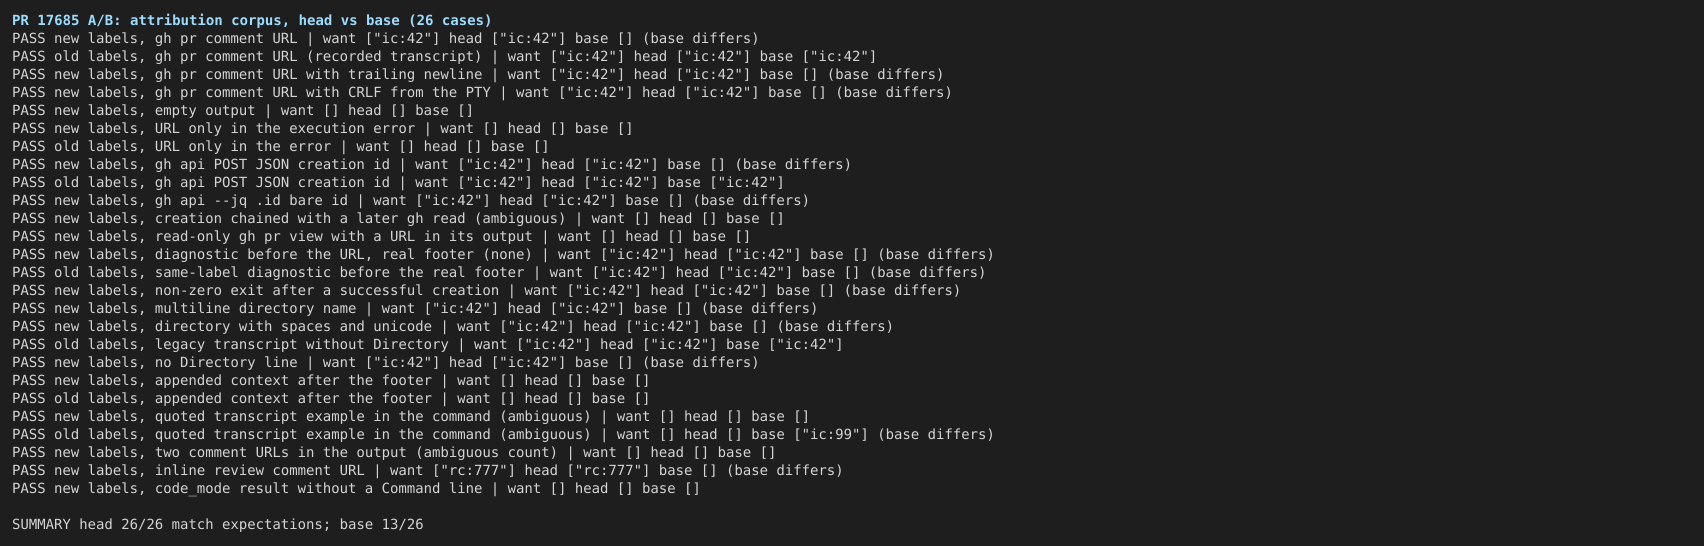 PR 17685 A/B: attribution corpus, head vs base (26 cases)
PASS new labels, gh pr comment URL | want ["ic:42"] head ["ic:42"] base [] (base differs)
PASS old labels, gh pr comment URL (recorded transcript) | want ["ic:42"] head ["ic:42"] base ["ic:42"]
PASS new labels, gh pr comment URL with trailing newline | want ["ic:42"] head ["ic:42"] base [] (base differs)
PASS new labels, gh pr comment URL with CRLF from the PTY | want ["ic:42"] head ["ic:42"] base [] (base differs)
PASS new labels, empty output | want [] head [] base []
PASS new labels, URL only in the execution error | want [] head [] base []
PASS old labels, URL only in the error | want [] head [] base []
PASS new labels, gh api POST JSON creation id | want ["ic:42"] head ["ic:42"] base [] (base differs)
PASS old labels, gh api POST JSON creation id | want ["ic:42"] head ["ic:42"] base ["ic:42"]
PASS new labels, gh api --jq .id bare id | want ["ic:42"] head ["ic:42"] base [] (base differs)
PASS new labels, creation chained with a later gh read (ambiguous) | want [] head [] base []
PASS new labels, read-only gh pr view with a URL in its output | want [] head [] base []
PASS new labels, diagnostic before the URL, real footer (none) | want ["ic:42"] head ["ic:42"] base [] (base differs)
PASS old labels, same-label diagnostic before the real footer | want ["ic:42"] head ["ic:42"] base [] (base differs)
PASS new labels, non-zero exit after a successful creation | want ["ic:42"] head ["ic:42"] base [] (base differs)
PASS new labels, multiline directory name | want ["ic:42"] head ["ic:42"] base [] (base differs)
PASS new labels, directory with spaces and unicode | want ["ic:42"] head ["ic:42"] base [] (base differs)
PASS old labels, legacy transcript without Directory | want ["ic:42"] head ["ic:42"] base ["ic:42"]
PASS new labels, no Directory line | want ["ic:42"] head ["ic:42"] base [] (base differs)
PASS new labels, appended context after the footer | want [] head [] base []
PASS old labels, appended context after the footer | want [] head [] base []
PASS new labels, quoted transcript example in the command (ambiguous) | want [] head [] base []
PASS old labels, quoted transcript example in the command (ambiguous) | want [] head [] base ["ic:99"] (base differs)
PASS new labels, two comment URLs in the output (ambiguous count) | want [] head [] base []
PASS new labels, inline review comment URL | want ["rc:777"] head ["rc:777"] base [] (base differs)
PASS new labels, code_mode result without a Command line | want [] head [] base []
SUMMARY head 26/26 match expectations; base 13/26